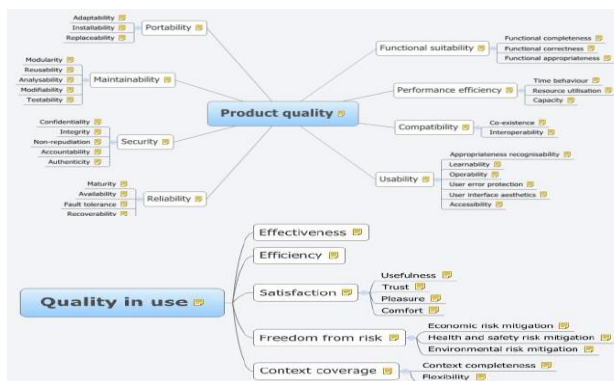 Adaptability
Installability
Replaceability
Portability
Modularity
Reusability
Analysability
Modifiability
Testability
Maintainability
Confidentiality
Integrity
Non-repudiation
Accountability
Authenticity
Security
Maturity
Availability
Fault tolerance
Recoverability
Reliability
Product quality
Functional suitability
Functional completeness
Functional correctness
Functional appropriateness
Performance efficiency
Time behaviour
Resource utilisation
Capacity
Compatibility
Co-existence
Interoperability
Usability
Appropriateness recognisability
Learnability
Operability
User error protection
User interface aesthetics
Accessibility
Quality in use
Effectiveness
Efficiency
Satisfaction
Usefulness
Trust
Pleasure
Comfort
Freedom from risk
Economic risk mitigation
Health and safety risk mitigation
Environmental risk mitigation
Context coverage
Context completeness
Flexibility